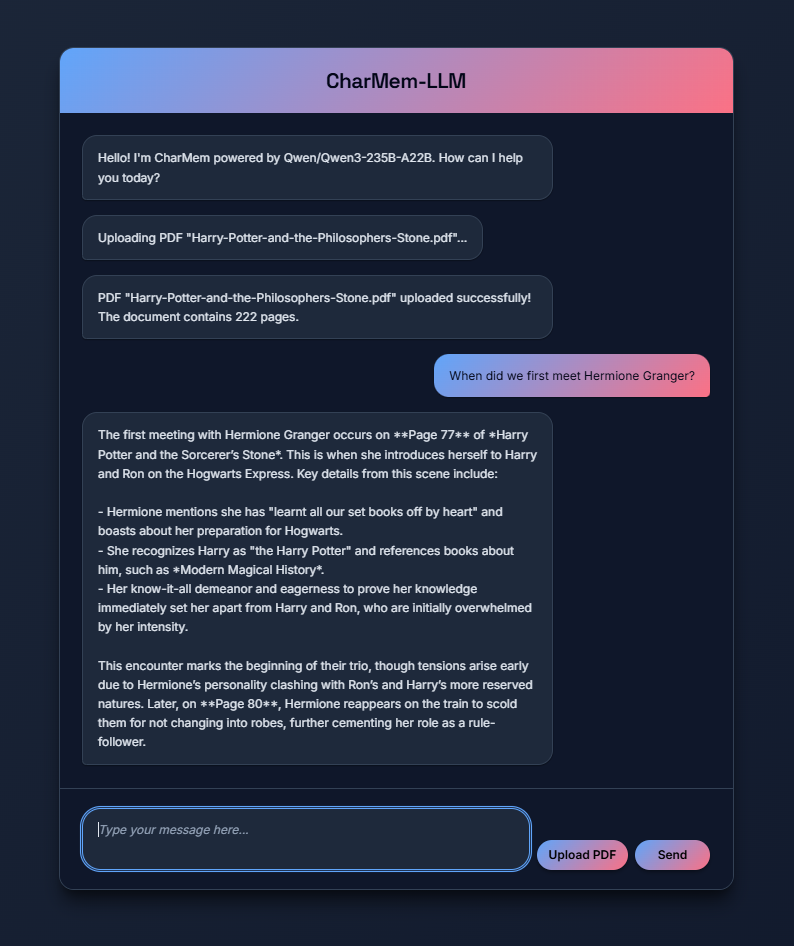 CharMem-LLM
Hello! I'm CharMem powered by Qwen/Qwen3-235B-A22B. How can I help
you today?
Uploading PDF "Harry-Potter-and-the-Philosophers-Stone.pdf"...
PDF "Harry-Potter-and-the-Philosophers-Stone.pdf" uploaded successfully!
The document contains 222 pages.
When did we first meet Hermione Granger?
The first meeting with Hermione Granger occurs on **Page 77** of *Harry
Potter and the Sorcerer's Stone*. This is when she introduces herself to Harry
and Ron on the Hogwarts Express. Key details from this scene include:
- Hermione mentions she has "learnt all our set books off by heart" and
boasts about her preparation for Hogwarts.
- She recognizes Harry as "the Harry Potter" and references books about
him, such as *Modern Magical History*.
- Her know-it-all demeanor and eagerness to prove her knowledge
immediately set her apart from Harry and Ron, who are initially overwhelmed
by her intensity.
This encounter marks the beginning of their trio, though tensions arise early
due to Hermione's personality clashing with Ron's and Harry's more reserved
natures. Later, on **Page 80**, Hermione reappears on the train to scold
them for not changing into robes, further cementing her role as a rule-
follower.
Type your message here...
Upload PDF
Send